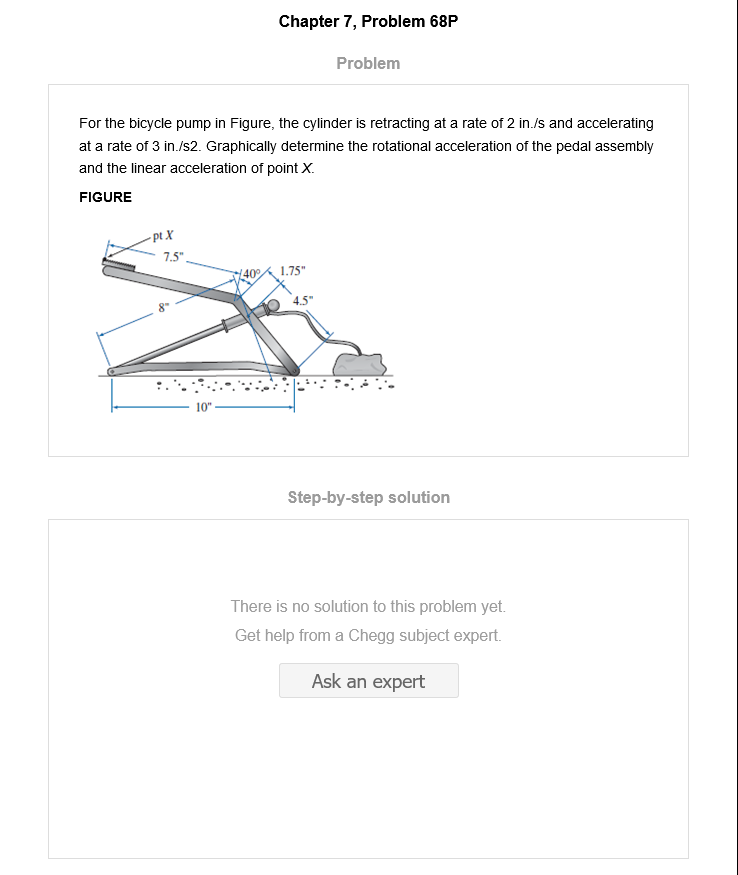 Chapter 7, Problem 68P
Problem
For the bicycle pump in Figure, the cylinder is retracting at a rate of 2 in./s and accelerating
at a rate of 3 in./s2. Graphically determine the rotational acceleration of the pedal assembly
and the linear acceleration of point X.
FIGURE
pt X
7.5"
40°
1.75"
8"
4.5"
10"
Step-by-step solution
There is no solution to this problem yet.
Get help from a Chegg subject expert.
Ask an expert